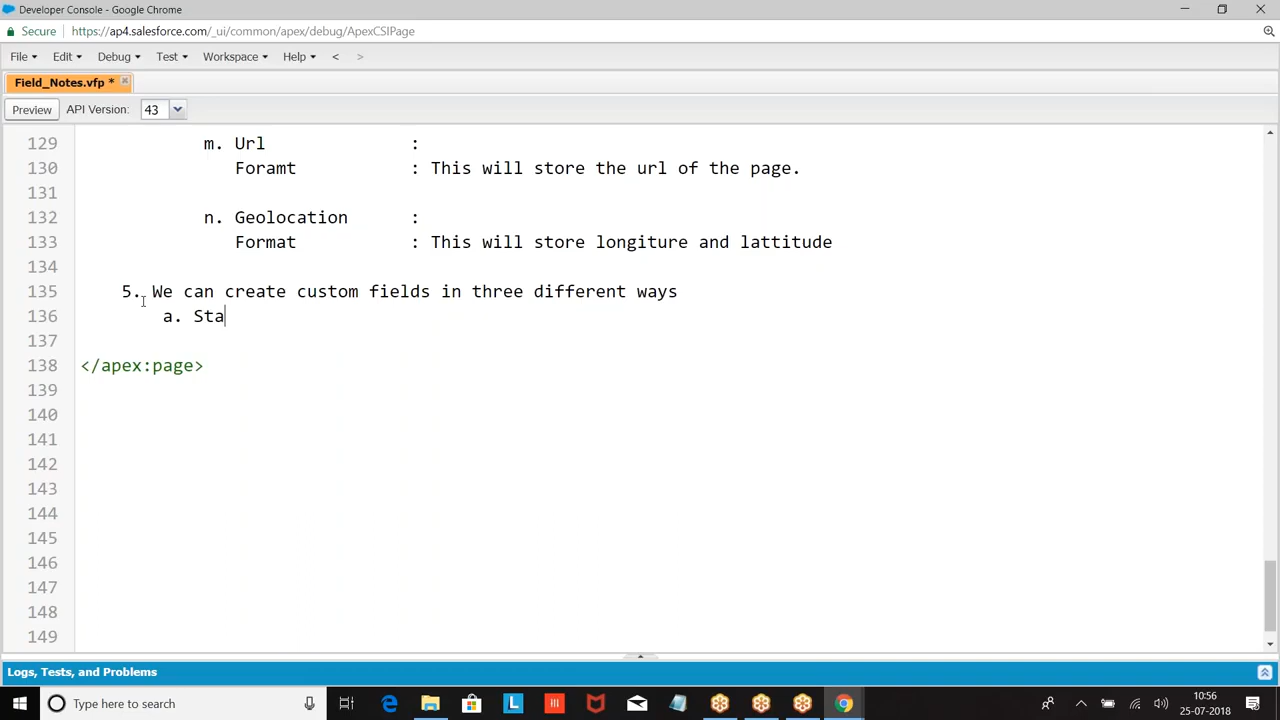 Developer Console - Google Chrome
Secure https://ap4.salesforce.com/_ui/common/apex/debug/ApexCSIPage
File Edit Debug Test Workspace Help < >
Field_Notes.vfp *
Preview API Version: 43
129 m. Url :
130 Foramt : This will store the url of the page.
131
132 n. Geolocation :
133 Format : This will store longiture and lattitude
134
135 5. We can create custom fields in three different ways
136 a. Sta
137
138 </apex:page>
139
140
141
142
143
144
145
146
147
148
149
Logs, Tests, and Problems
Type here to search
10:56
25-07-2018